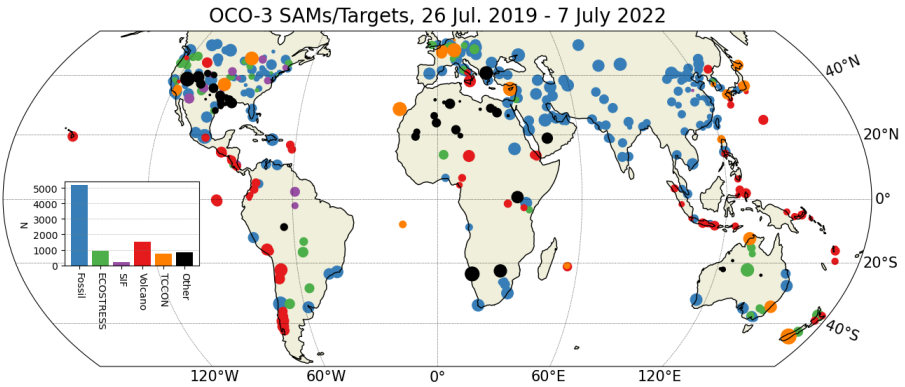 OCO-3 SAMs/Targets, 26 Jul. 2019 - 7 July 2022
40°N
20°N
0°
20°S
40°S
5000
4000
3000
2000
1000
0
N
Fossil
ECOSTRESS
SIF
Volcano
TCCON
Other
120°W
60°W
0°
60°E
120°E